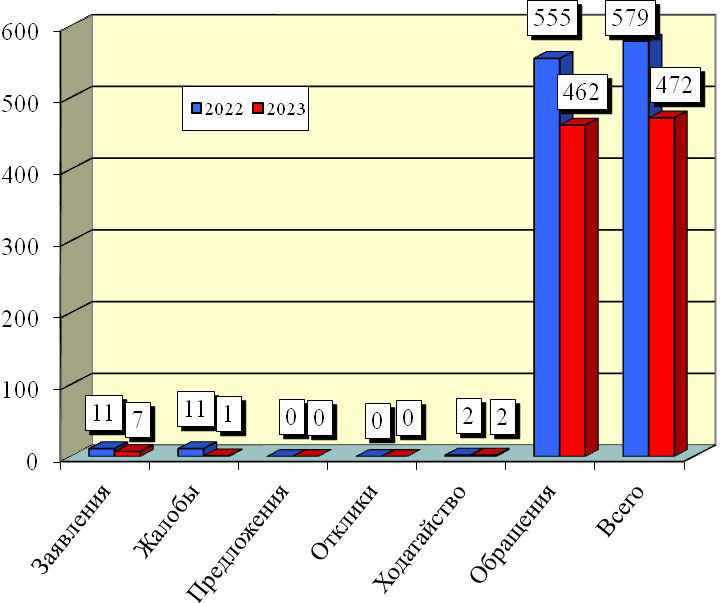 600
500
400
300
200
100
0
2022 2023
11 7 11 1 0 0 0 0 2 2 555 462 579 472
Заявления
Жалобы
Предложения
Отклики
Ходатайство
Обращения
Всего